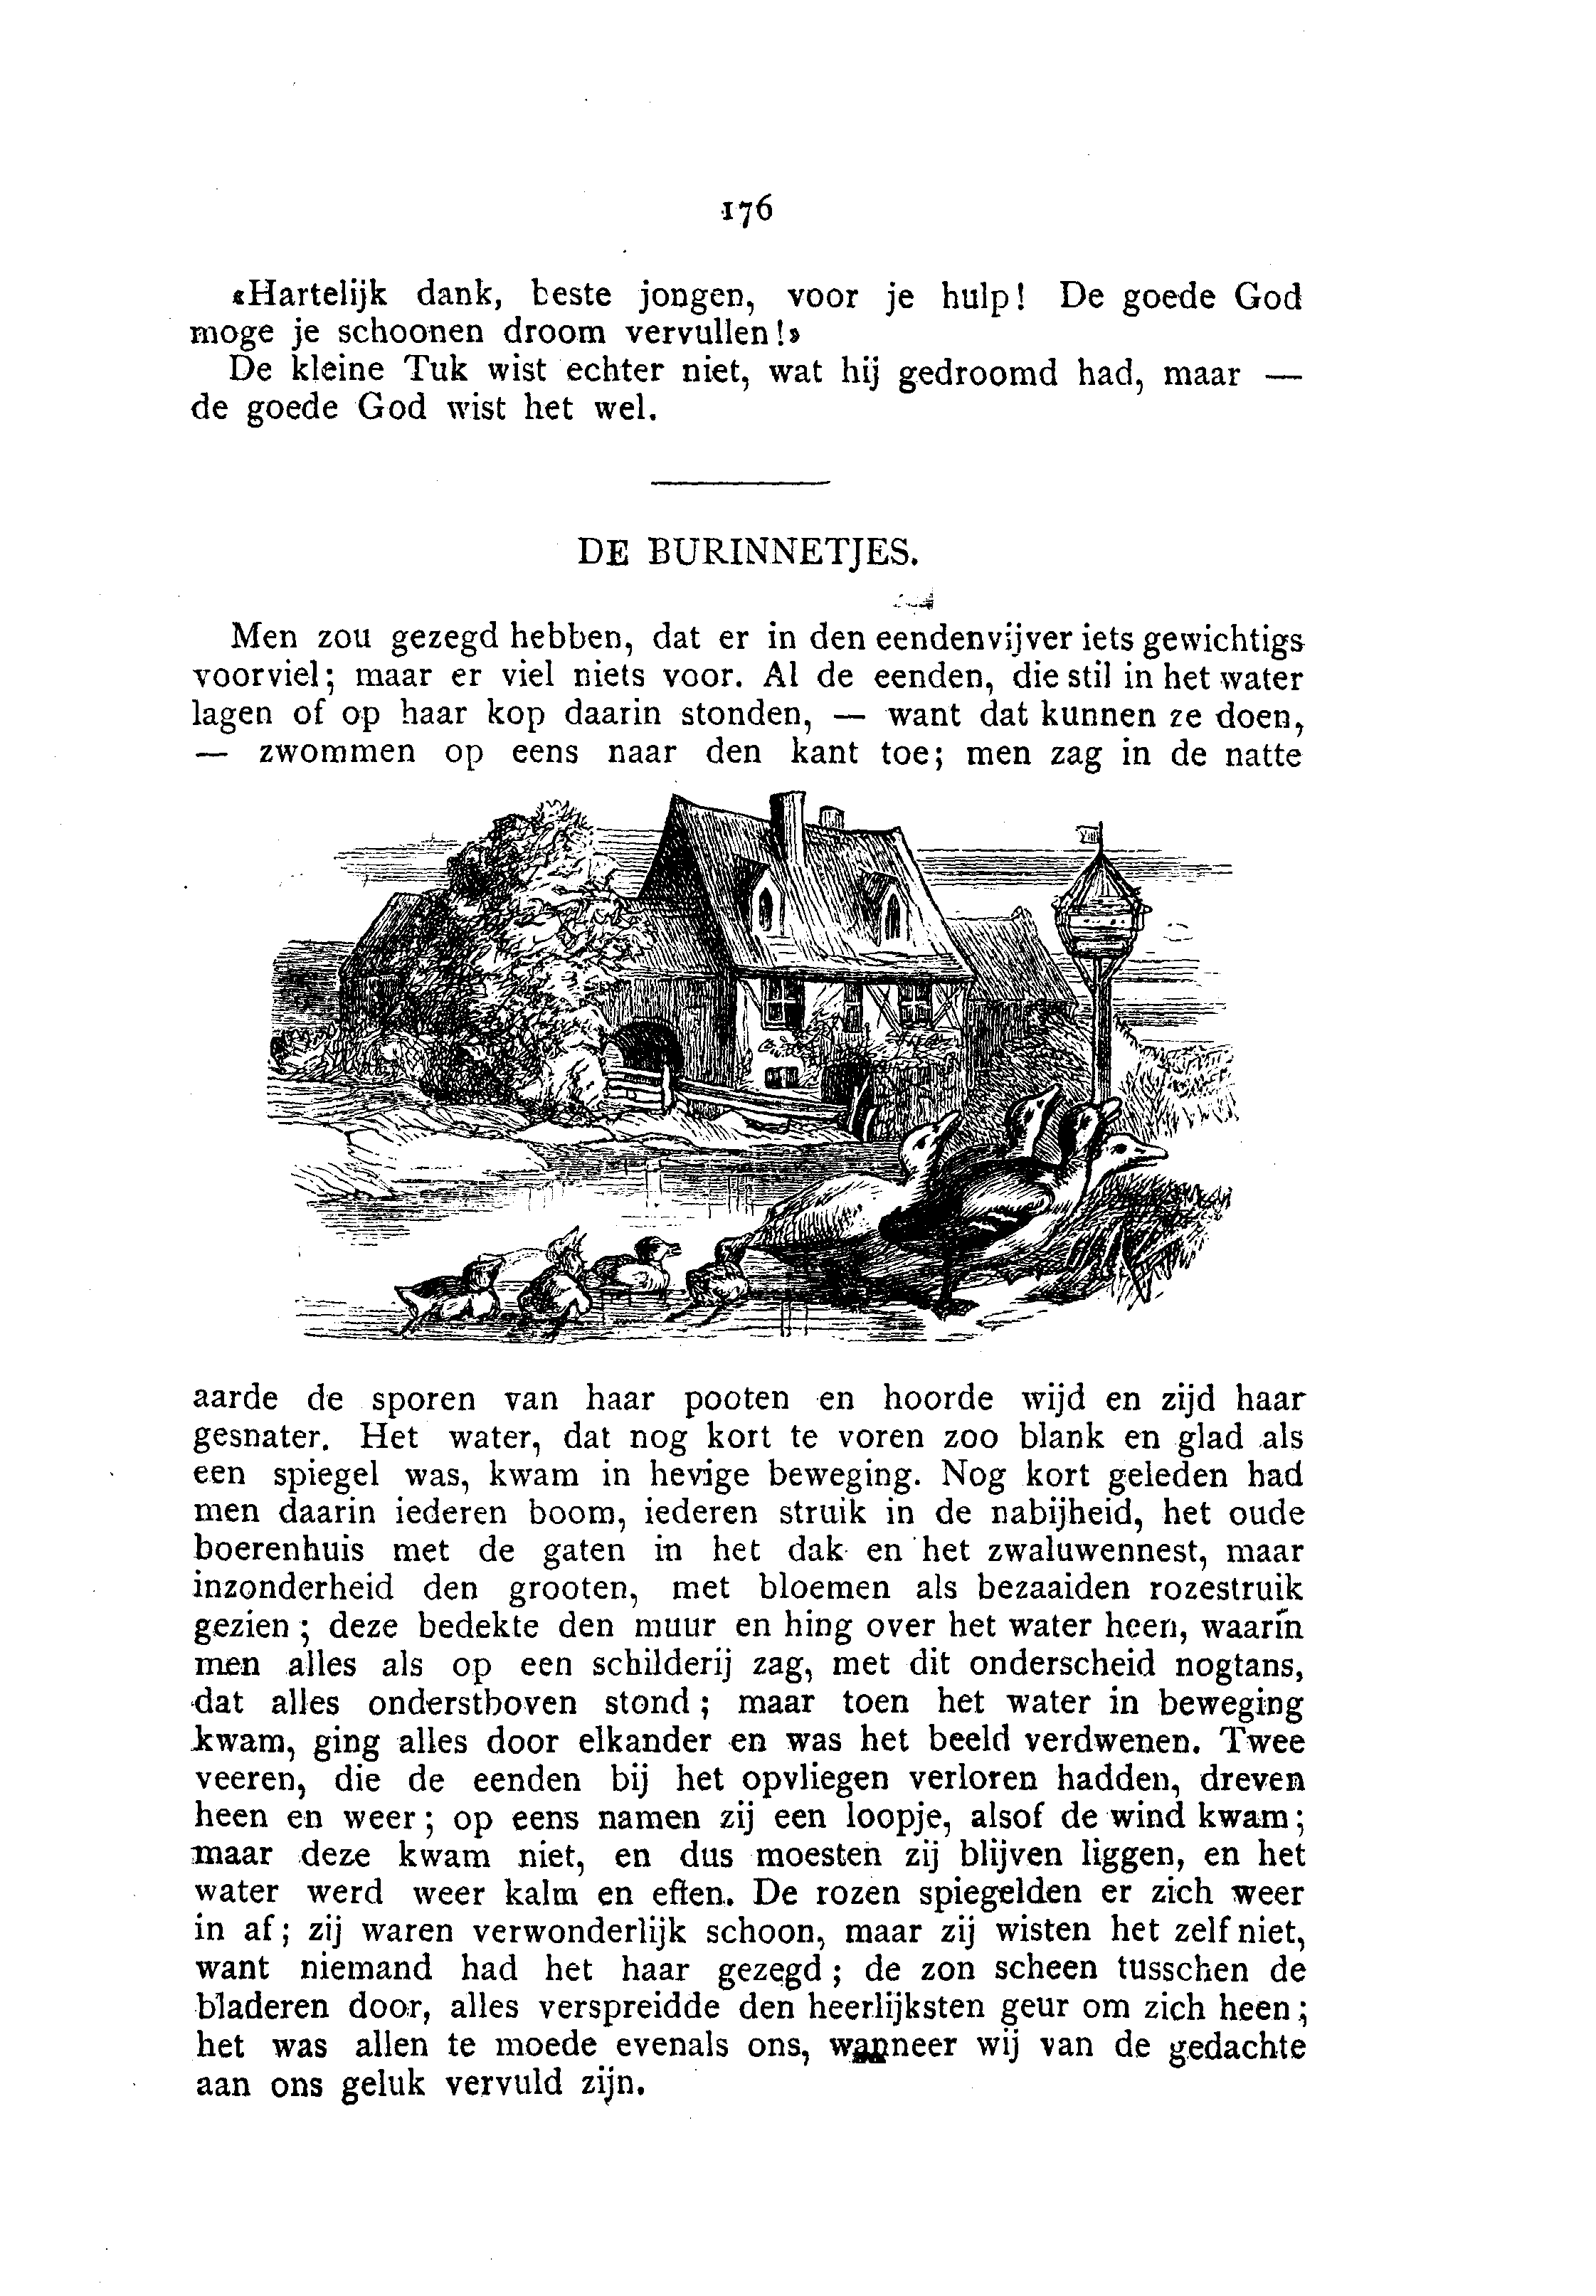 176
«Hartelijk dank, beste jongen, voor je hulp! De goede God
moge je schoonen droom vervullen!»
De kleine Tuk wist echter niet, wat hij gedroomd had, maar —
de goede God wist het wel.
DE BURINNETJES.
Men zou gezegd hebben, dat er in den eendenvijver iets gewichtigs
voorviel; maar er viel niets voor. Al de eenden, die stil in het water
lagen of op haar kop daarin stonden, — want dat kunnen ze doen,
— zwommen op eens naar den kant toe; men zag in de natte
aarde de sporen van haar pooten en hoorde wijd en zijd haar
gesnater. Het water, dat nog kort te voren zoo blank en glad als
een spiegel was, kwam in hevige beweging. Nog kort geleden had
men daarin iederen boom, iederen struik in de nabijheid, het oude
boerenhuis met de gaten in het dak en het zwaluwennest, maar
inzonderheid den grooten, met bloemen als bezaaiden rozestruik
gezien; deze bedekte den muur en hing over het water heen, waarin
men alles als op een schilderij zag, met dit onderscheid nogtans,
dat alles onderstboven stond; maar toen het water in beweging
kwam, ging alles door elkander en was het beeld verdwenen. Twee
veeren, die de eenden bij het opvliegen verloren hadden, dreven
heen en weer; op eens namen zij een loopje, alsof de wind kwam;
maar deze kwam niet, en dus moesten zij blijven liggen, en het
water werd weer kalm en effen. De rozen spiegelden er zich weer
in af; zij waren verwonderlijk schoon, maar zij wisten het zelf niet,
want niemand had het haar gezegd; de zon scheen tusschen de
bladeren door, alles verspreidde den heerlijksten geur om zich heen;
het was allen te moede evenals ons, wanneer wij van de gedachte
aan ons geluk vervuld zijn.